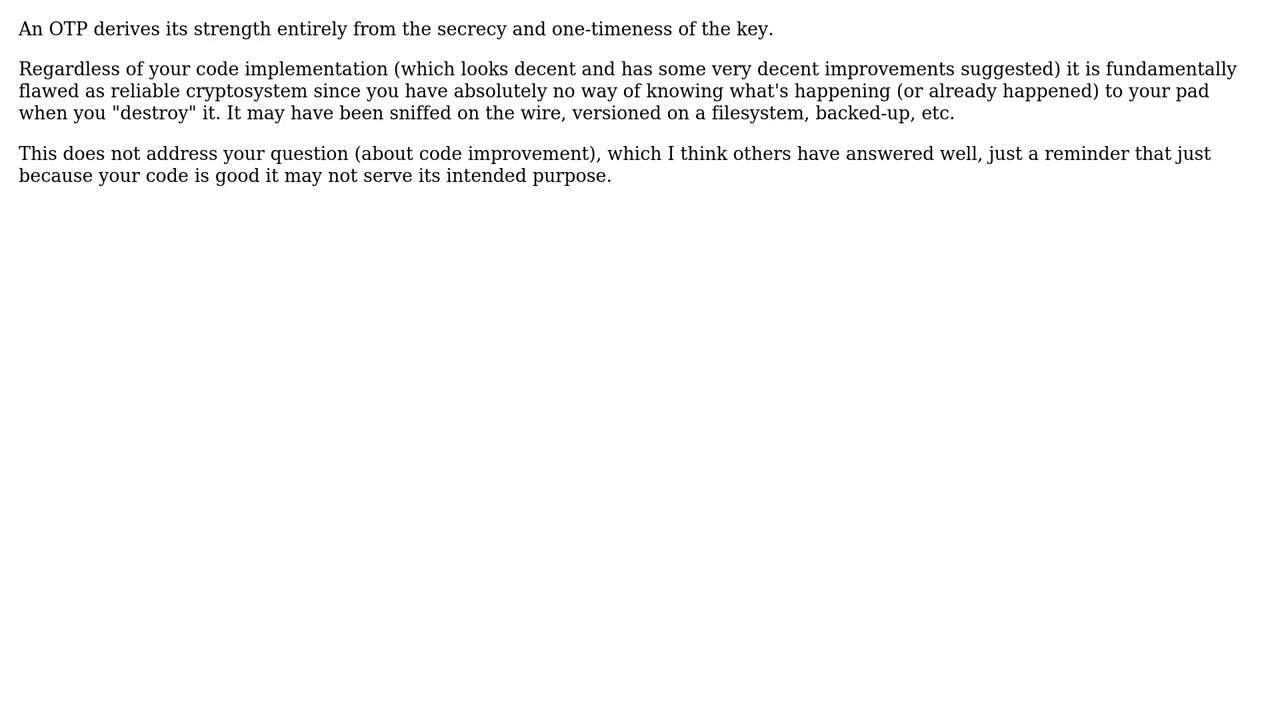 An OTP derives its strength entirely from the secrecy and one-timeness of the key.
Regardless of your code implementation (which looks decent and has some very decent improvements suggested) it is fundamentally
flawed as reliable cryptosystem since you have absolutely no way of knowing what's happening (or already happened) to your pad
when you "destroy" it. It may have been sniffed on the wire, versioned on a filesystem, backed-up, etc.
This does not address your question (about code improvement), which I think others have answered well, just a reminder that just
because your code is good it may not serve its intended purpose.